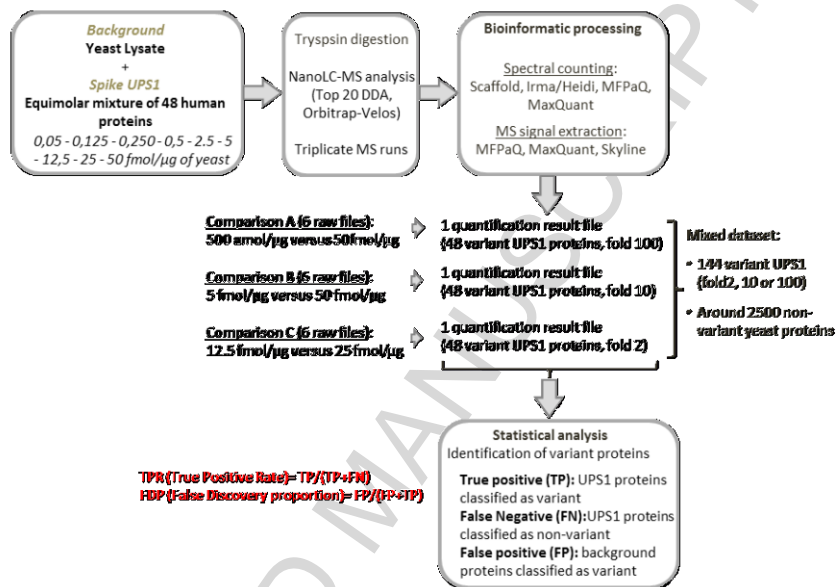 Background
Yeast Lysate
+
Spike UPS1
Equimolar mixture of 48 human
proteins
0,05 - 0,125 - 0,250 - 0,5 - 2.5 - 5
- 12,5 - 25 - 50 fmol/µg of yeast
Tryspsin digestion
NanoLC-MS analysis
(Top 20 DDA,
Orbitrap-Velos)
Triplicate MS runs
Bioinformatic processing
Spectral counting:
Scaffold, Irma/Heidi, MFPaQ,
MaxQuant
MS signal extraction:
MFPaQ, MaxQuant, Skyline
Comparison A (6 raw files):
500 amol/µg versus 50fmol/µg
1 quantification result file
(48 variant UPS1 proteins, fold 100)
Comparison B (6 raw files):
5 fmol/µg versus 50 fmol/µg
1 quantification result file
(48 variant UPS1 proteins, fold 10)
Comparison C (6 raw files):
12.5 fmol/µg versus 25 fmol/µg
1 quantification result file
(48 variant UPS1 proteins, fold 2)
Mixed dataset:
• 144 variant UPS1
(fold2, 10 or 100)
• Around 2500 non-
variant yeast proteins
Statistical analysis
Identification of variant proteins
True positive (TP): UPS1 proteins
classified as variant
False Negative (FN):UPS1 proteins
classified as non-variant
False positive (FP): background
proteins classified as variant
TPR (True Positive Rate)= TP/(TP+FN)
FDP (False Discovery proportion)= FP/(FP+TP)
MANUSCRIPT